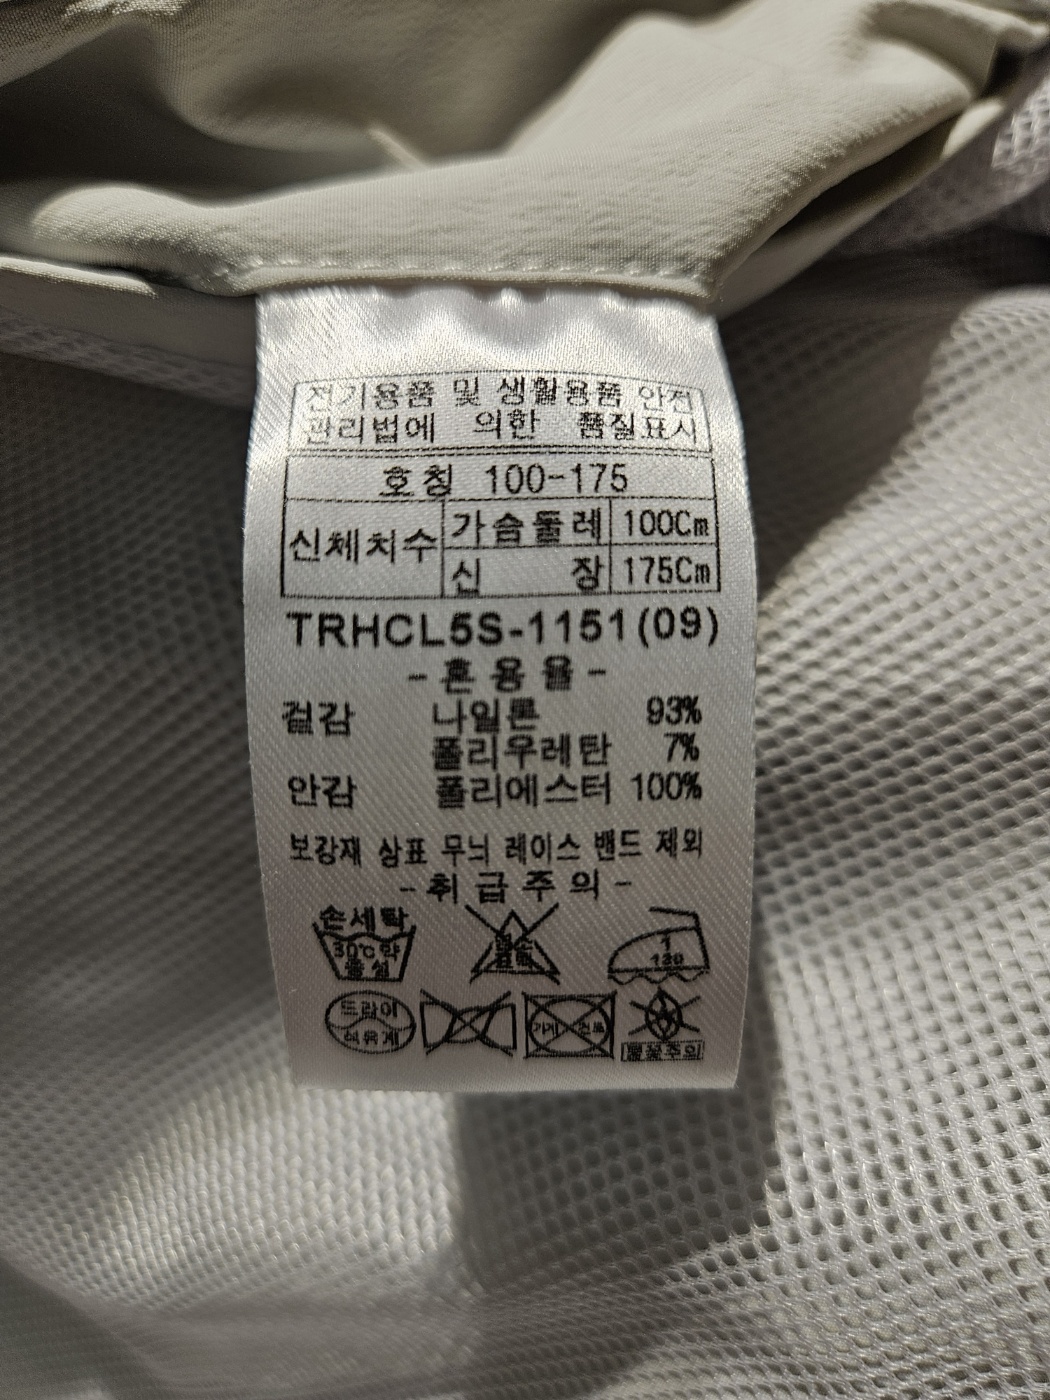 전기용품 및 생활용품 안전
관리법에 의한 품질표시
호칭 100-175
신체치수 가슴둘레 100Cm
신장 175Cm
TRHCL5S-1151(09)
-혼용율-
겉감 나일론 93%
폴리우레탄 7%
안감 폴리에스터 100%
보강재 상표 무늬 레이스 밴드 제외
-취급주의-
손세탁
30℃약
중성
1
120
드라이
석유계
불꽃주의